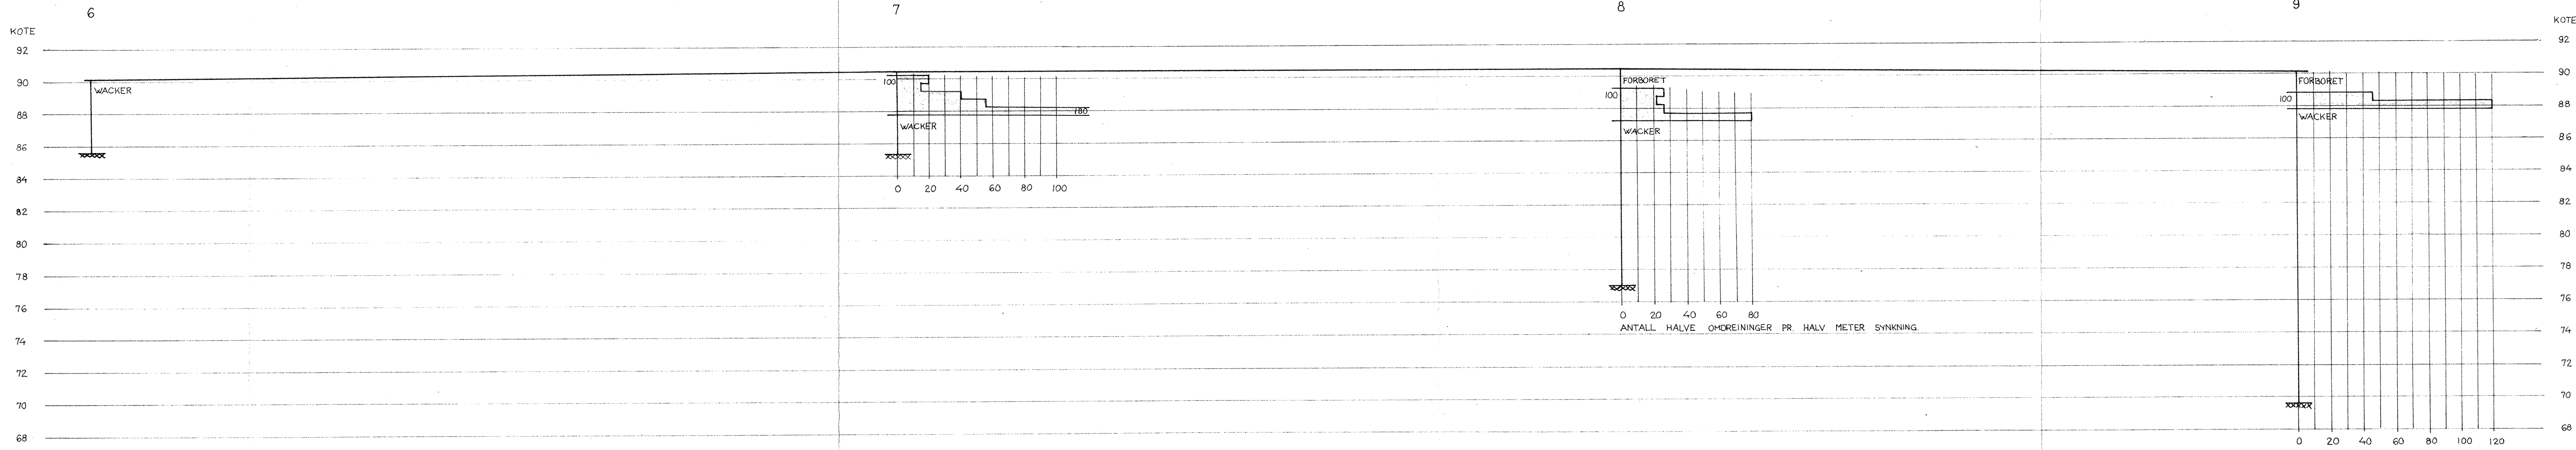 6 7 8 9
KOTE KOTE
92 92
90 90
WACKER
100
180
WACKER
FORBORET
100
WACKER
FORBORET
100
WACKER
88 88
86 86
84 84
0 20 40 60 80 100
82 82
80 80
78 78
76 76
0 20 40 60 80
ANTALL HALVE OMDREININGER PR. HALV METER SYNKNING.
74 74
72 72
70 70
68 68
0 20 40 60 80 100 120